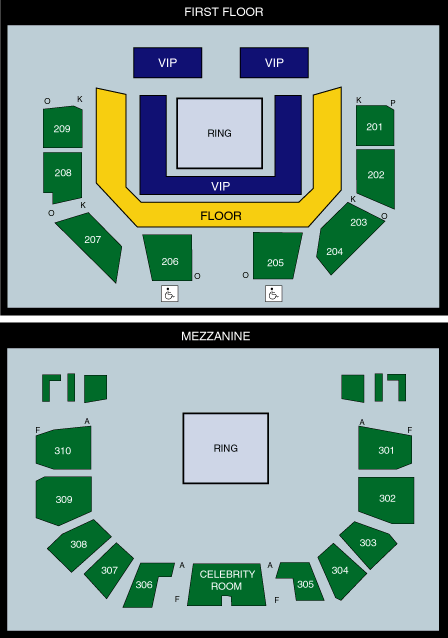 FIRST FLOOR
VIP VIP
O K K P
209 RING 201
208 202
VIP
O K K O
FLOOR
207 203
204
206 205
O O
MEZZANINE
RING
F A A F
310 301
309 302
308 303
307 304
306 A CELEBRITY A 305
ROOM
F F